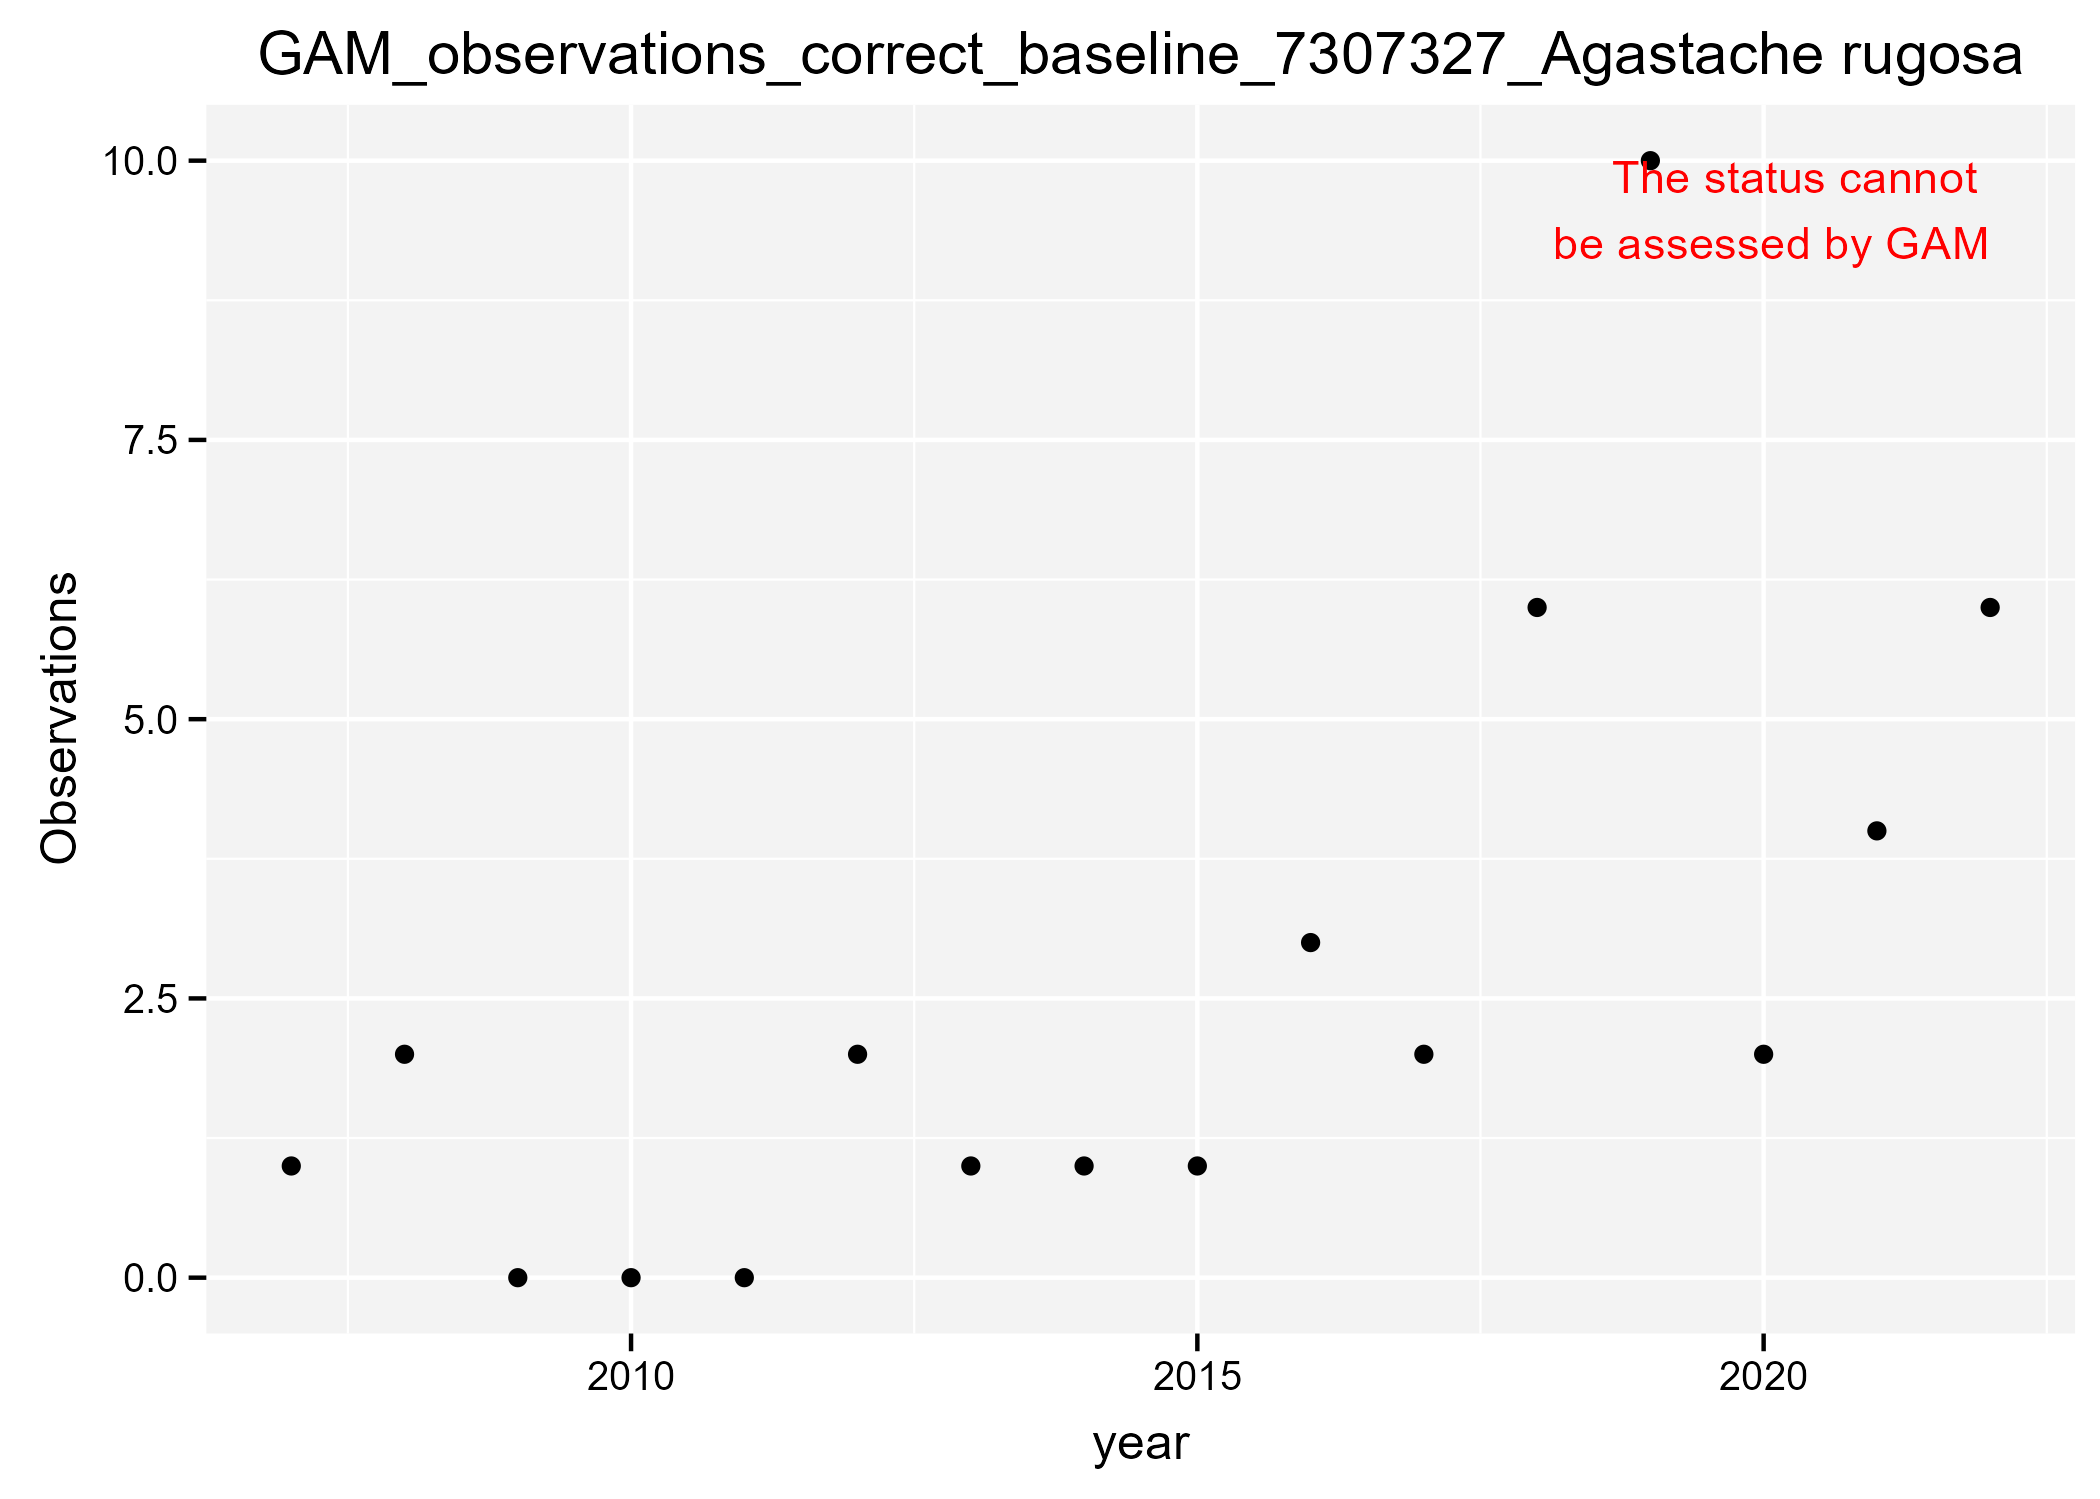 GAM_observations_correct_baseline_7307327_Agastache rugosa
10.0
The status cannot
be assessed by GAM
7.5
Observations
5.0
2.5
0.0
2010
2015
2020
year